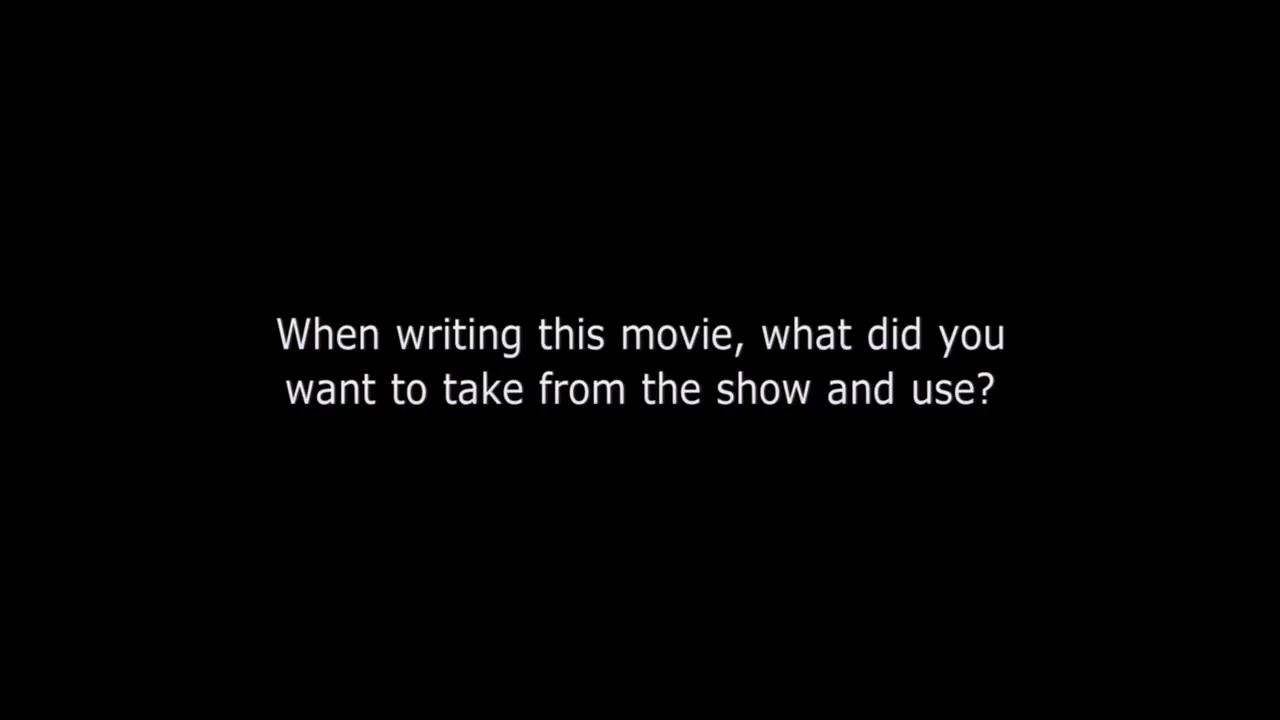 When writing this movie, what did you
want to take from the show and use?